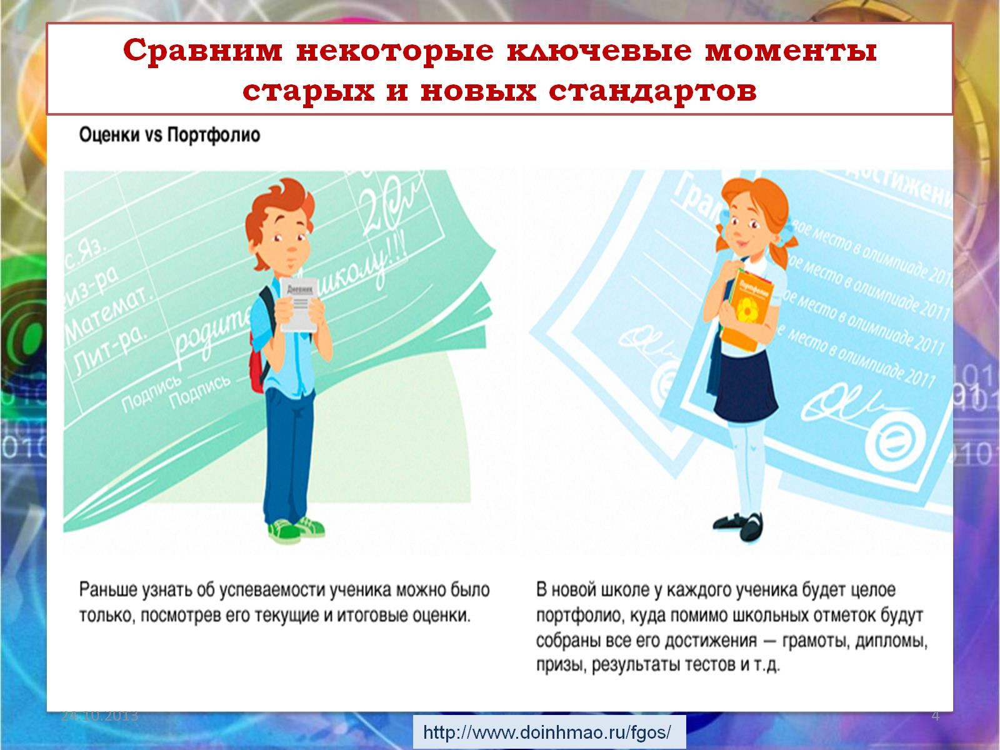 Сравним некоторые ключевые моменты
старых и новых стандартов
Оценки vs Портфолио
с.Яз.
из-ра
Математ.
Лит-ра.
родите школу!!!
Подпись
Подпись
Дневник
Грам
достижени
вое место в олимпиаде 201
ое место в олимпиаде 2011
ое место в олимпиаде 2011
е место в олимпиаде 2011
Портфолио
Раньше узнать об успеваемости ученика можно было
только, посмотрев его текущие и итоговые оценки.
В новой школе у каждого ученика будет целое
портфолио, куда помимо школьных отметок будут
собраны все его достижения — грамоты, дипломы,
призы, результаты тестов и т.д.
24.10.2013
http://www.doinhmao.ru/fgos/
4